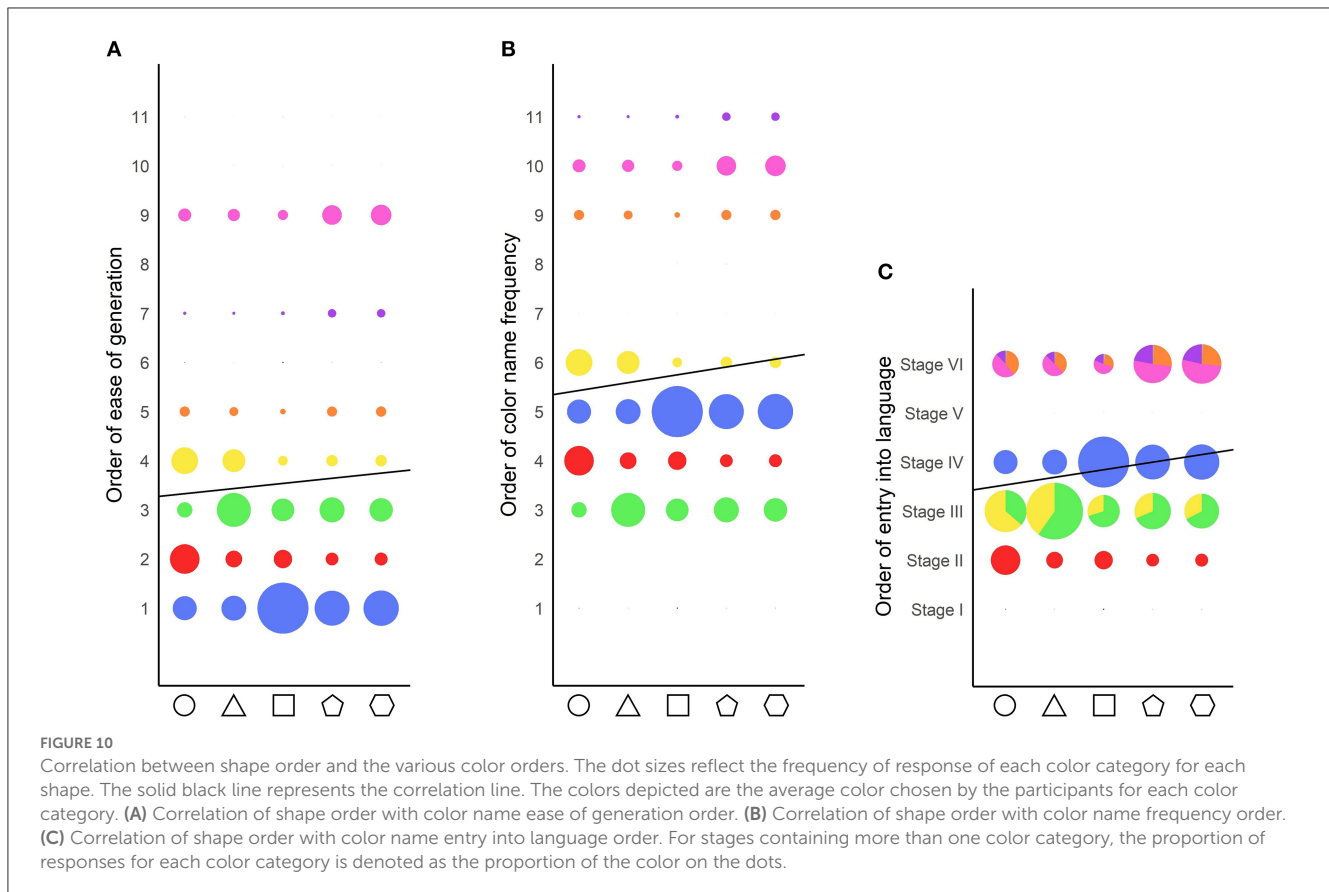 A
Order of ease of generation
11
10
9
8
7
6
5
4
3
2
1
B
Order of color name frequency
11
10
9
8
7
6
5
4
3
2
1
C
Order of entry into language
Stage VI
Stage V
Stage IV
Stage III
Stage II
Stage I
FIGURE 10
Correlation between shape order and the various color orders. The dot sizes reflect the frequency of response of each color category for each
shape. The solid black line represents the correlation line. The colors depicted are the average color chosen by the participants for each color
category. (A) Correlation of shape order with color name ease of generation order. (B) Correlation of shape order with color name frequency order.
(C) Correlation of shape order with color name entry into language order. For stages containing more than one color category, the proportion of
responses for each color category is denoted as the proportion of the color on the dots.